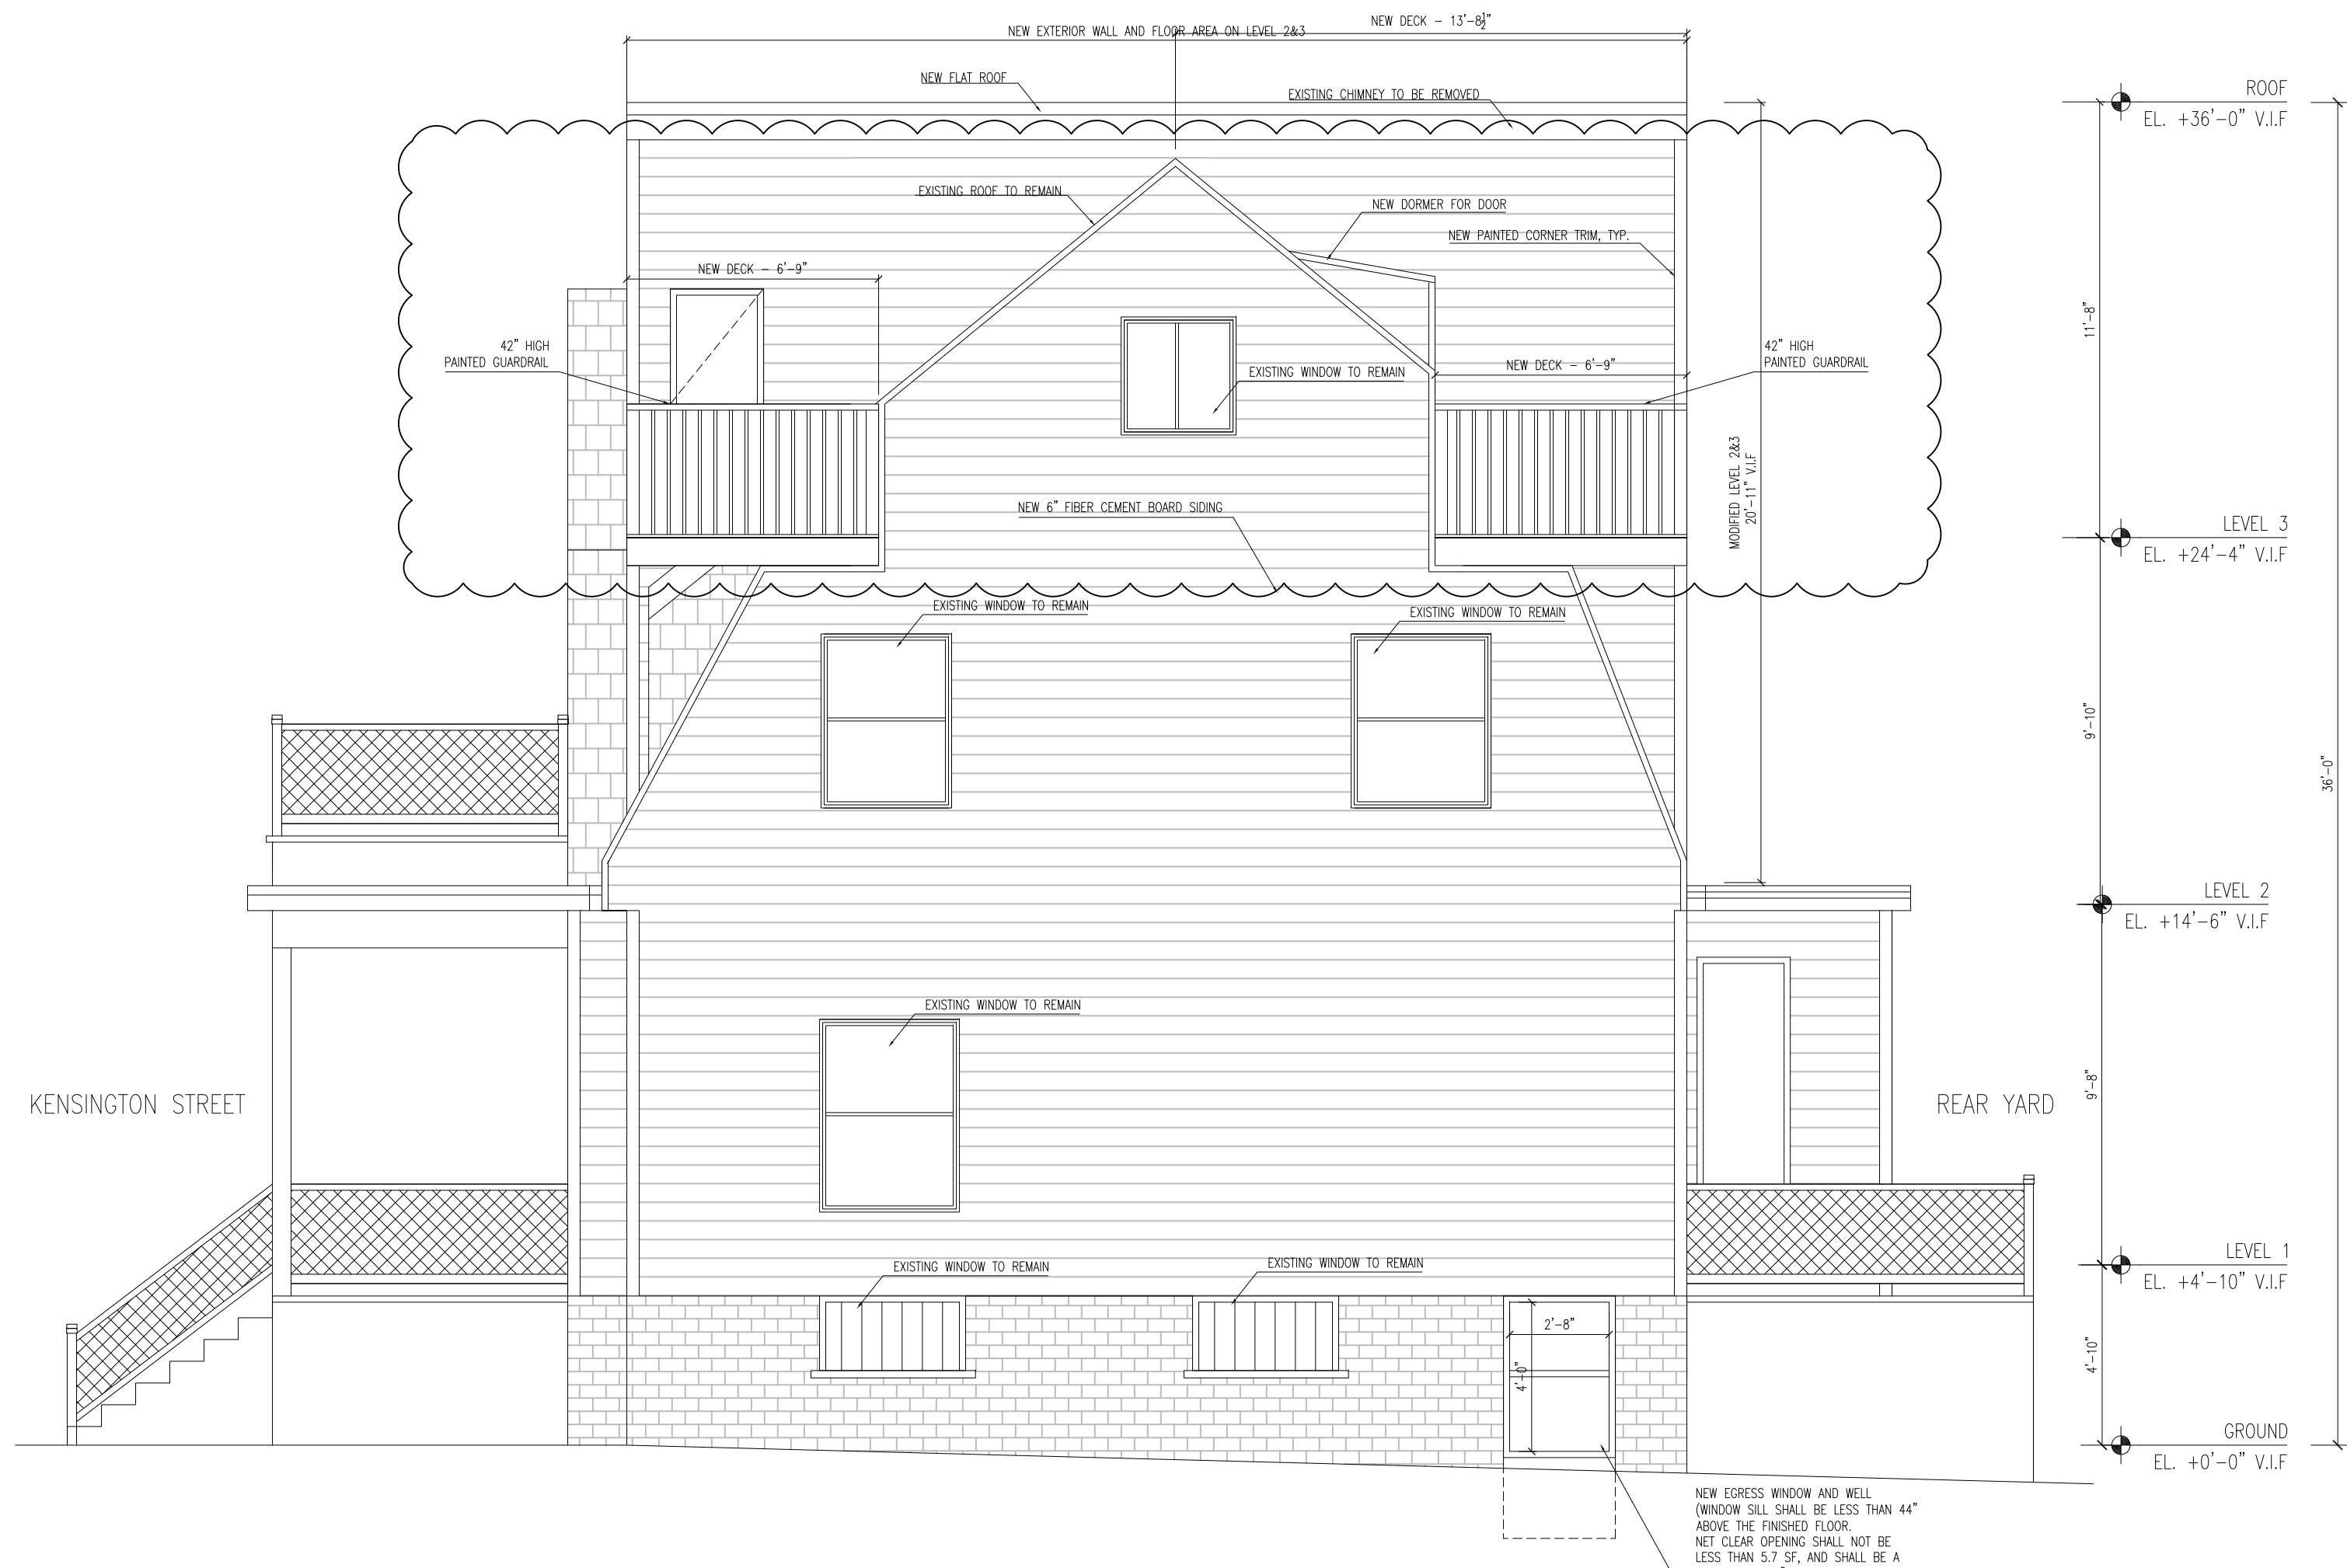 NEW DECK - 13'-8½"
NEW EXTERIOR WALL AND FLOOR AREA ON LEVEL 2&3
NEW FLAT ROOF
EXISTING CHIMNEY TO BE REMOVED
ROOF
EL. +36'-0" V.I.F
EXISTING ROOF TO REMAIN
NEW DORMER FOR DOOR
NEW PAINTED CORNER TRIM, TYP.
NEW DECK - 6'-9"
11'-8"
42" HIGH
PAINTED GUARDRAIL
42" HIGH
PAINTED GUARDRAIL
NEW DECK - 6'-9"
EXISTING WINDOW TO REMAIN
MODIFIED LEVEL 2&3
20'-11" V.I.F
NEW 6" FIBER CEMENT BOARD SIDING
LEVEL 3
EL. +24'-4" V.I.F
EXISTING WINDOW TO REMAIN
EXISTING WINDOW TO REMAIN
9'-10"
36'-0"
LEVEL 2
EL. +14'-6" V.I.F
EXISTING WINDOW TO REMAIN
KENSINGTON STREET
REAR YARD
9'-8"
LEVEL 1
EL. +4'-10" V.I.F
EXISTING WINDOW TO REMAIN
EXISTING WINDOW TO REMAIN
2'-8"
4'-0"
4'-10"
GROUND
EL. +0'-0" V.I.F
NEW EGRESS WINDOW AND WELL
(WINDOW SILL SHALL BE LESS THAN 44"
ABOVE THE FINISHED FLOOR.
NET CLEAR OPENING SHALL NOT BE
LESS THAN 5.7 SF, AND SHALL BE A